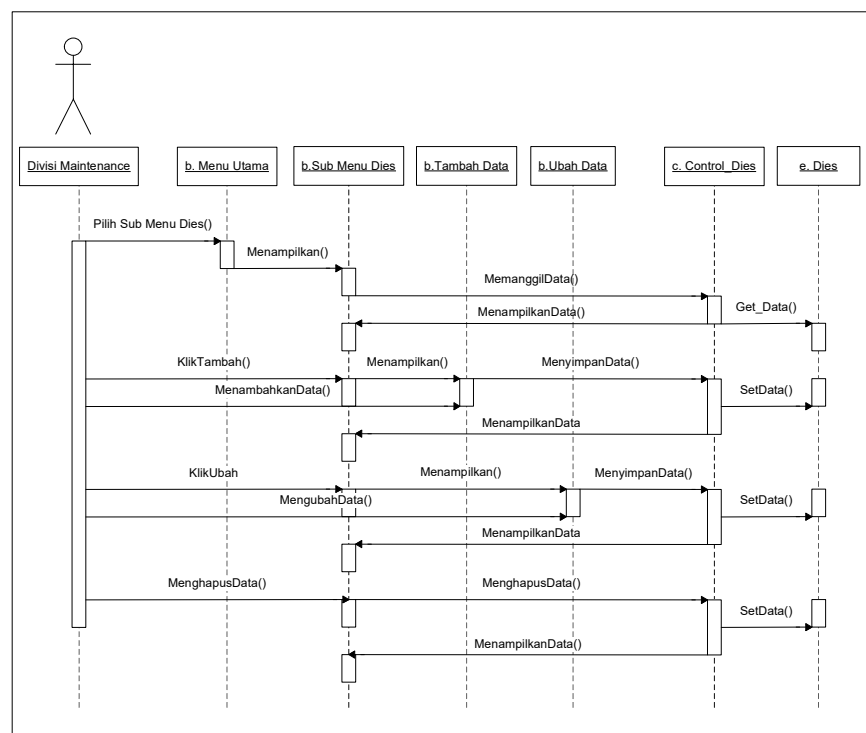 Divisi Maintenance
b. Menu Utama
b.Sub Menu Dies
b.Tambah Data
b.Ubah Data
c. Control_Dies
e. Dies
Pilih Sub Menu Dies()
Menampilkan()
MemanggilData()
MenampilkanData()
Get_Data()
KlikTambah()
Menampilkan()
MenyimpanData()
MenambahkanData()
SetData()
MenampilkanData
KlikUbah
Menampilkan()
MenyimpanData()
MengubahData()
SetData()
MenampilkanData
MenghapusData()
MenghapusData()
SetData()
MenampilkanData()